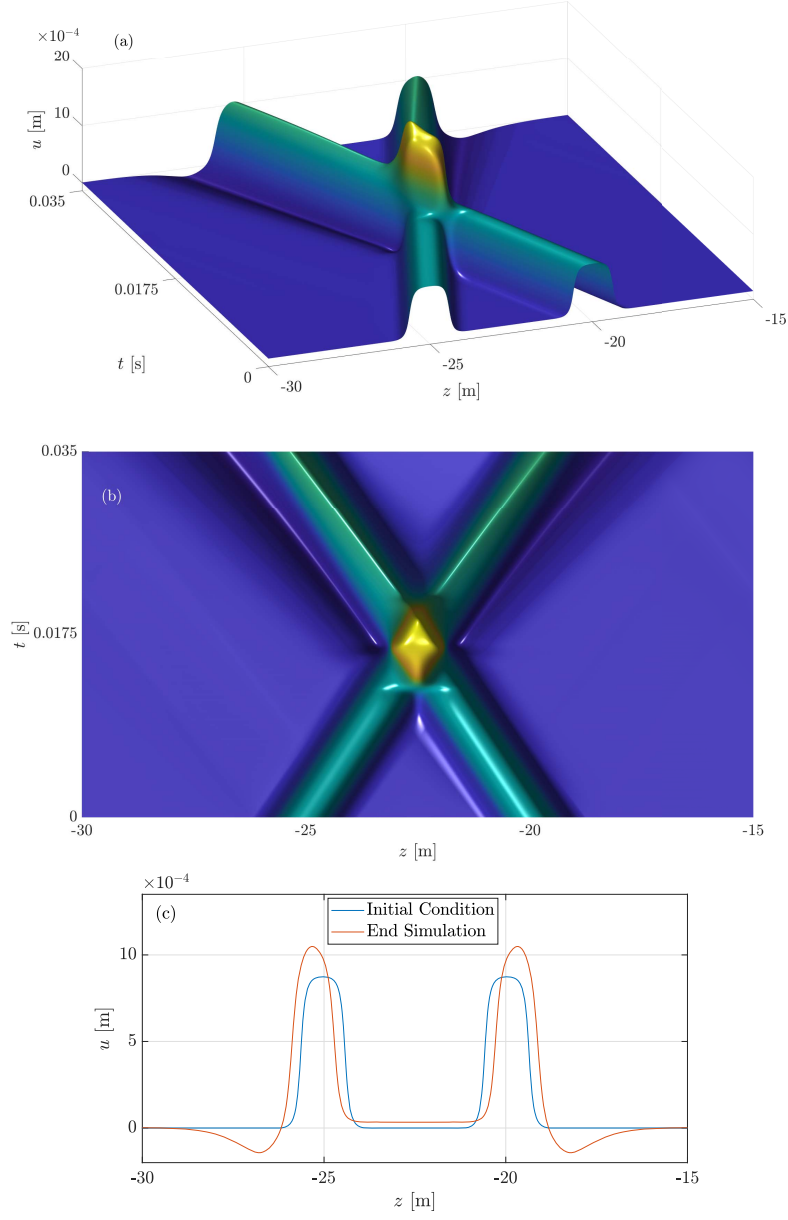 ×10⁻⁴
(a)
20
10
0
u [m]
0.035
0.0175
0
t [s]
-30
-25
-20
-15
z [m]
0.035
(b)
0.0175
t [s]
0
-30
-25
-20
-15
z [m]
×10⁻⁴
(c)
Initial Condition
End Simulation
10
5
0
u [m]
-30
-25
-20
-15
z [m]